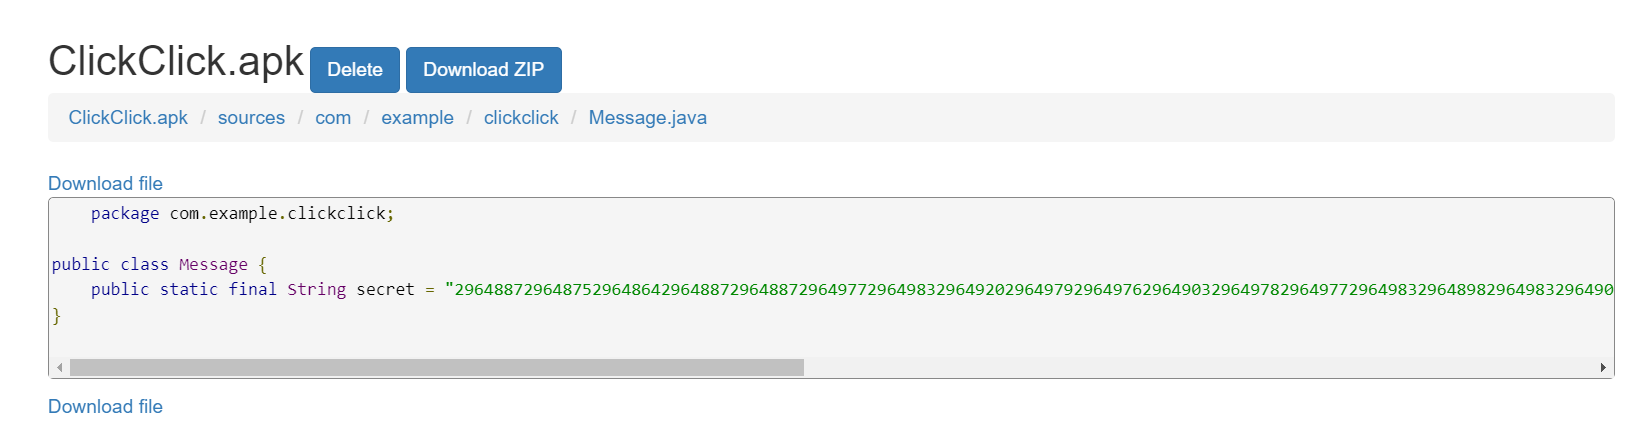 ClickClick.apk Delete Download ZIP
ClickClick.apk / sources / com / example / clickclick / Message.java
Download file
package com.example.clickclick;
public class Message {
public static final String secret = "2964887296487529648642964887296488729649772964983296492029649792964976296490329649782964977296498329648982964983296490
}
Download file